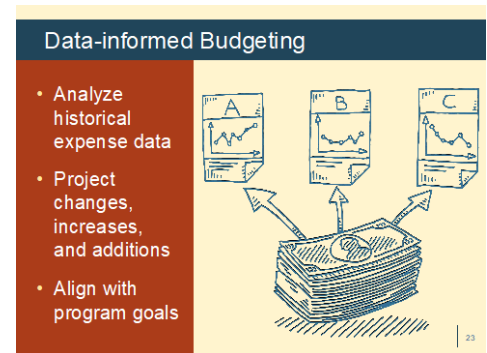 Data-informed Budgeting
• Analyze
historical
expense data
• Project
changes,
increases,
and additions
• Align with
program goals
A
B
C
23